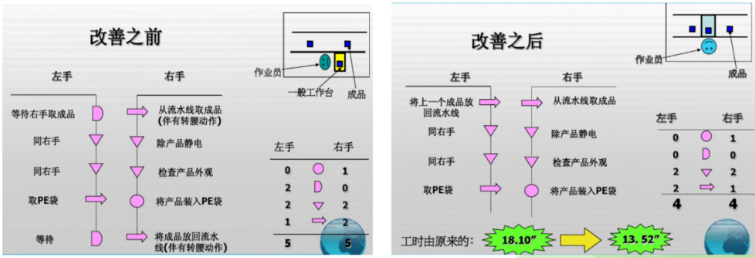 改善之前
作业员
一般工作台
成品
左手
右手
等待右手取成品
从流水线取成品
(伴有转腰动作)
同右手
除产品静电
同右手
检查产品外观
取PE袋
将产品装入PE袋
等待
将成品放回流水
线(伴有转腰动作)
左手
右手
0
1
2
0
2
2
1
2
5
5
改善之后
作业员
成品
左手
右手
将上一个成品放
回流水线
从流水线取成品
同右手
除产品静电
同右手
检查产品外观
取PE袋
将产品装入PE袋
左手
右手
0
1
0
0
2
2
2
1
4
4
工时由原来的:
18.10"
13.52"